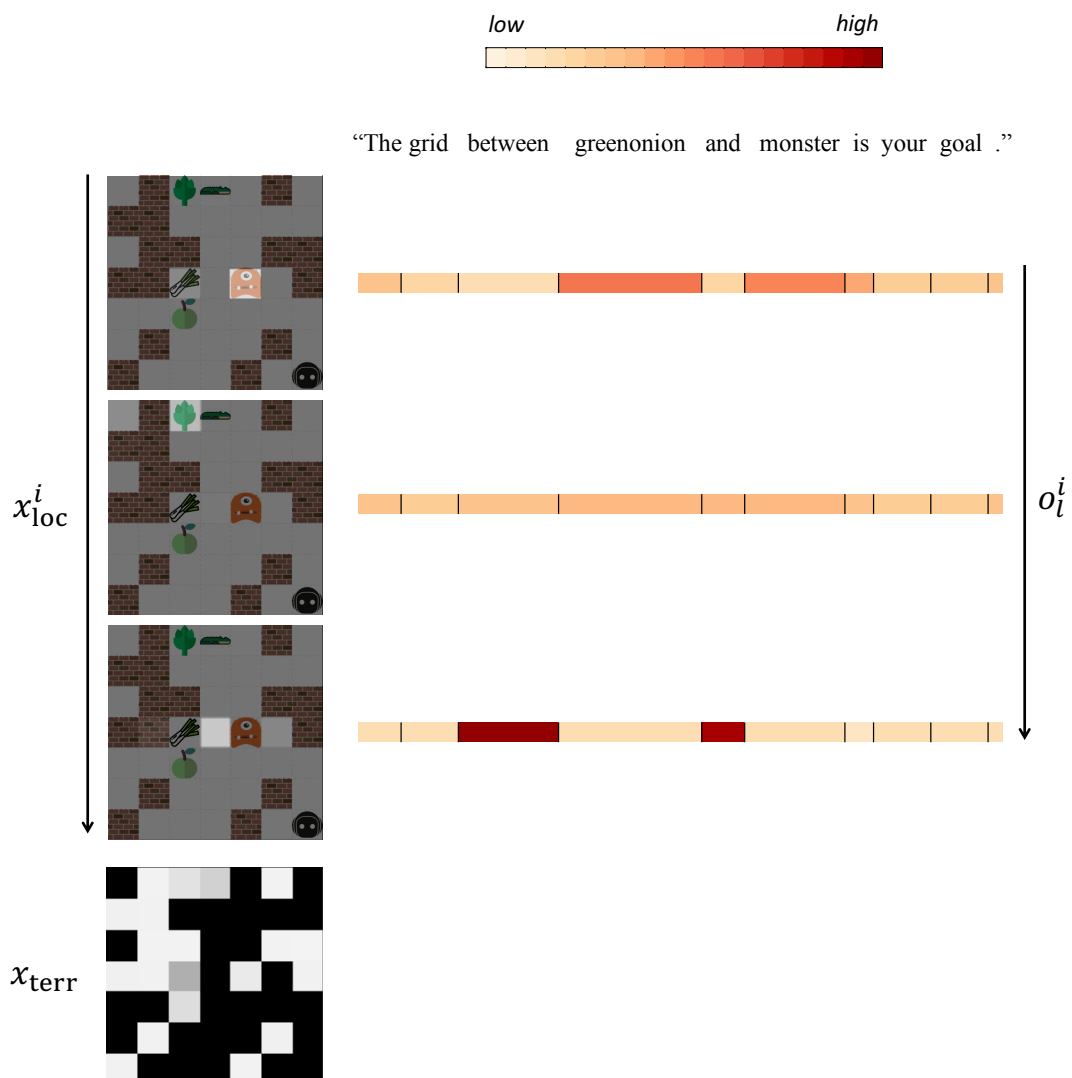 low high
“The grid between greenonion and monster is your goal .”
x_loc^i
o_l^i
x_terr